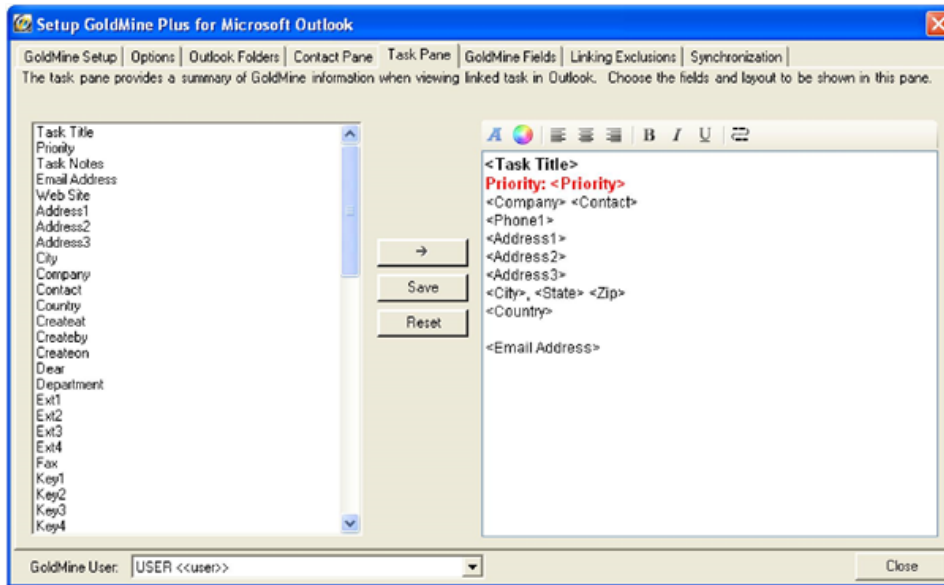 Setup GoldMine Plus for Microsoft Outlook
GoldMine Setup Options Outlook Folders Contact Pane Task Pane GoldMine Fields Linking Exclusions Synchronization
The task pane provides a summary of GoldMine information when viewing linked task in Outlook. Choose the fields and layout to be shown in this pane.
Task Title
Priority
Task Notes
Email Address
Web Site
Address1
Address2
Address3
City
Company
Contact
Country
Createat
Createby
Createon
Dear
Department
Ext1
Ext2
Ext3
Ext4
Fax
Key1
Key2
Key3
Key4
→
Save
Reset
A B I U
<Task Title>
Priority: <Priority>
<Company> <Contact>
<Phone1>
<Address1>
<Address2>
<Address3>
<City>, <State> <Zip>
<Country>
<Email Address>
GoldMine User: USER <<user>>
Close